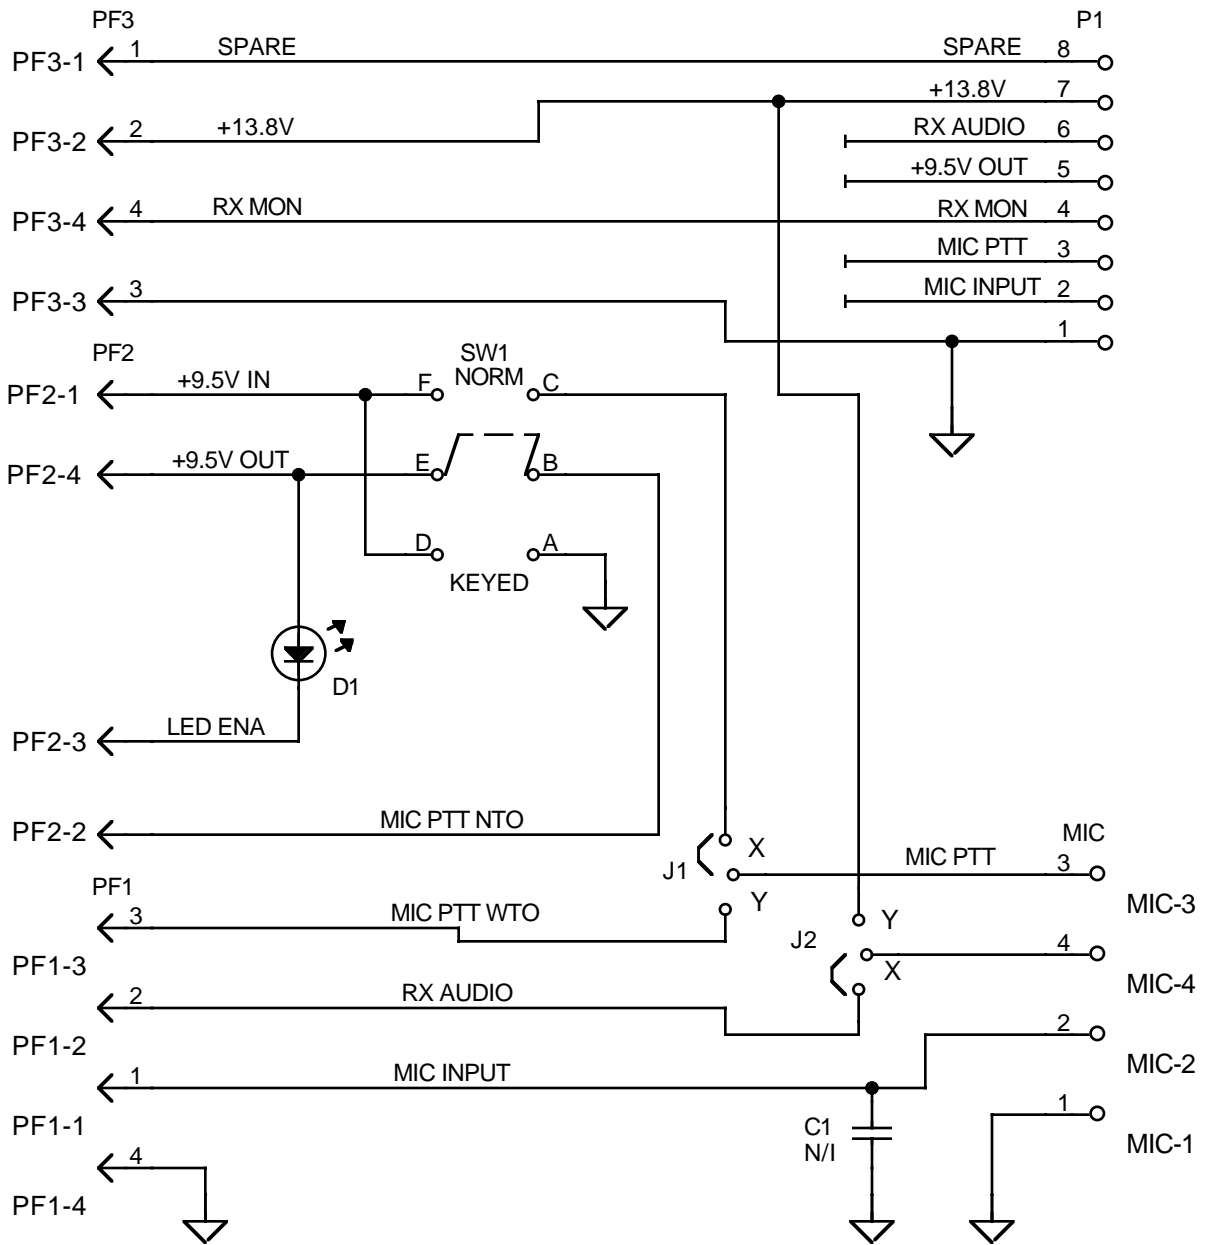 PF3 P1
PF3-1 1 SPARE SPARE 8
+13.8V 7
PF3-2 2 +13.8V RX AUDIO 6
+9.5V OUT 5
PF3-4 4 RX MON RX MON 4
MIC PTT 3
PF3-3 3 MIC INPUT 2
1
PF2 SW1
NORM
PF2-1 +9.5V IN F C
PF2-4 +9.5V OUT E B
D A
KEYED
D1
PF2-3 LED ENA
PF2-2 MIC PTT NTO MIC
J1 X MIC PTT 3
PF1 Y MIC-3
3 MIC PTT WTO Y
PF1-3 J2 X 4
MIC-4
2 RX AUDIO
PF1-2 2
MIC-2
1 MIC INPUT
PF1-1 C1 1
N/I MIC-1
4
PF1-4